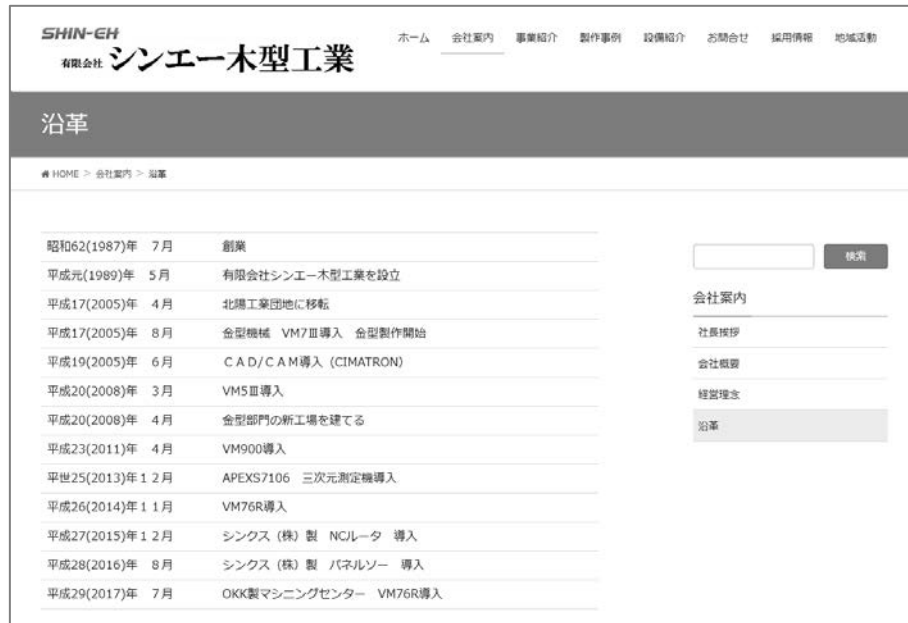 SHIN-EH
有限会社 シンエー木型工業
ホーム 会社案内 事業紹介 製作事例 設備紹介 お問合せ 採用情報 地域活動
沿革
HOME > 会社案内 > 沿革
昭和62(1987)年 7月 創業
平成元(1989)年 5月 有限会社シンエー木型工業を設立
平成17(2005)年 4月 北陽工業団地に移転
平成17(2005)年 8月 金型機械 VM7Ⅲ導入 金型製作開始
平成19(2005)年 6月 ＣＡＤ/ＣＡＭ導入（CIMATRON）
平成20(2008)年 3月 VM5Ⅲ導入
平成20(2008)年 4月 金型部門の新工場を建てる
平成23(2011)年 4月 VM900導入
平世25(2013)年１２月 APEXS7106 三次元測定機導入
平成26(2014)年１１月 VM76R導入
平成27(2015)年１２月 シンクス（株）製 NCルータ 導入
平成28(2016)年 8月 シンクス（株）製 パネルソー 導入
平成29(2017)年 7月 OKK製マシニングセンター VM76R導入
検索
会社案内
社長挨拶
会社概要
経営理念
沿革